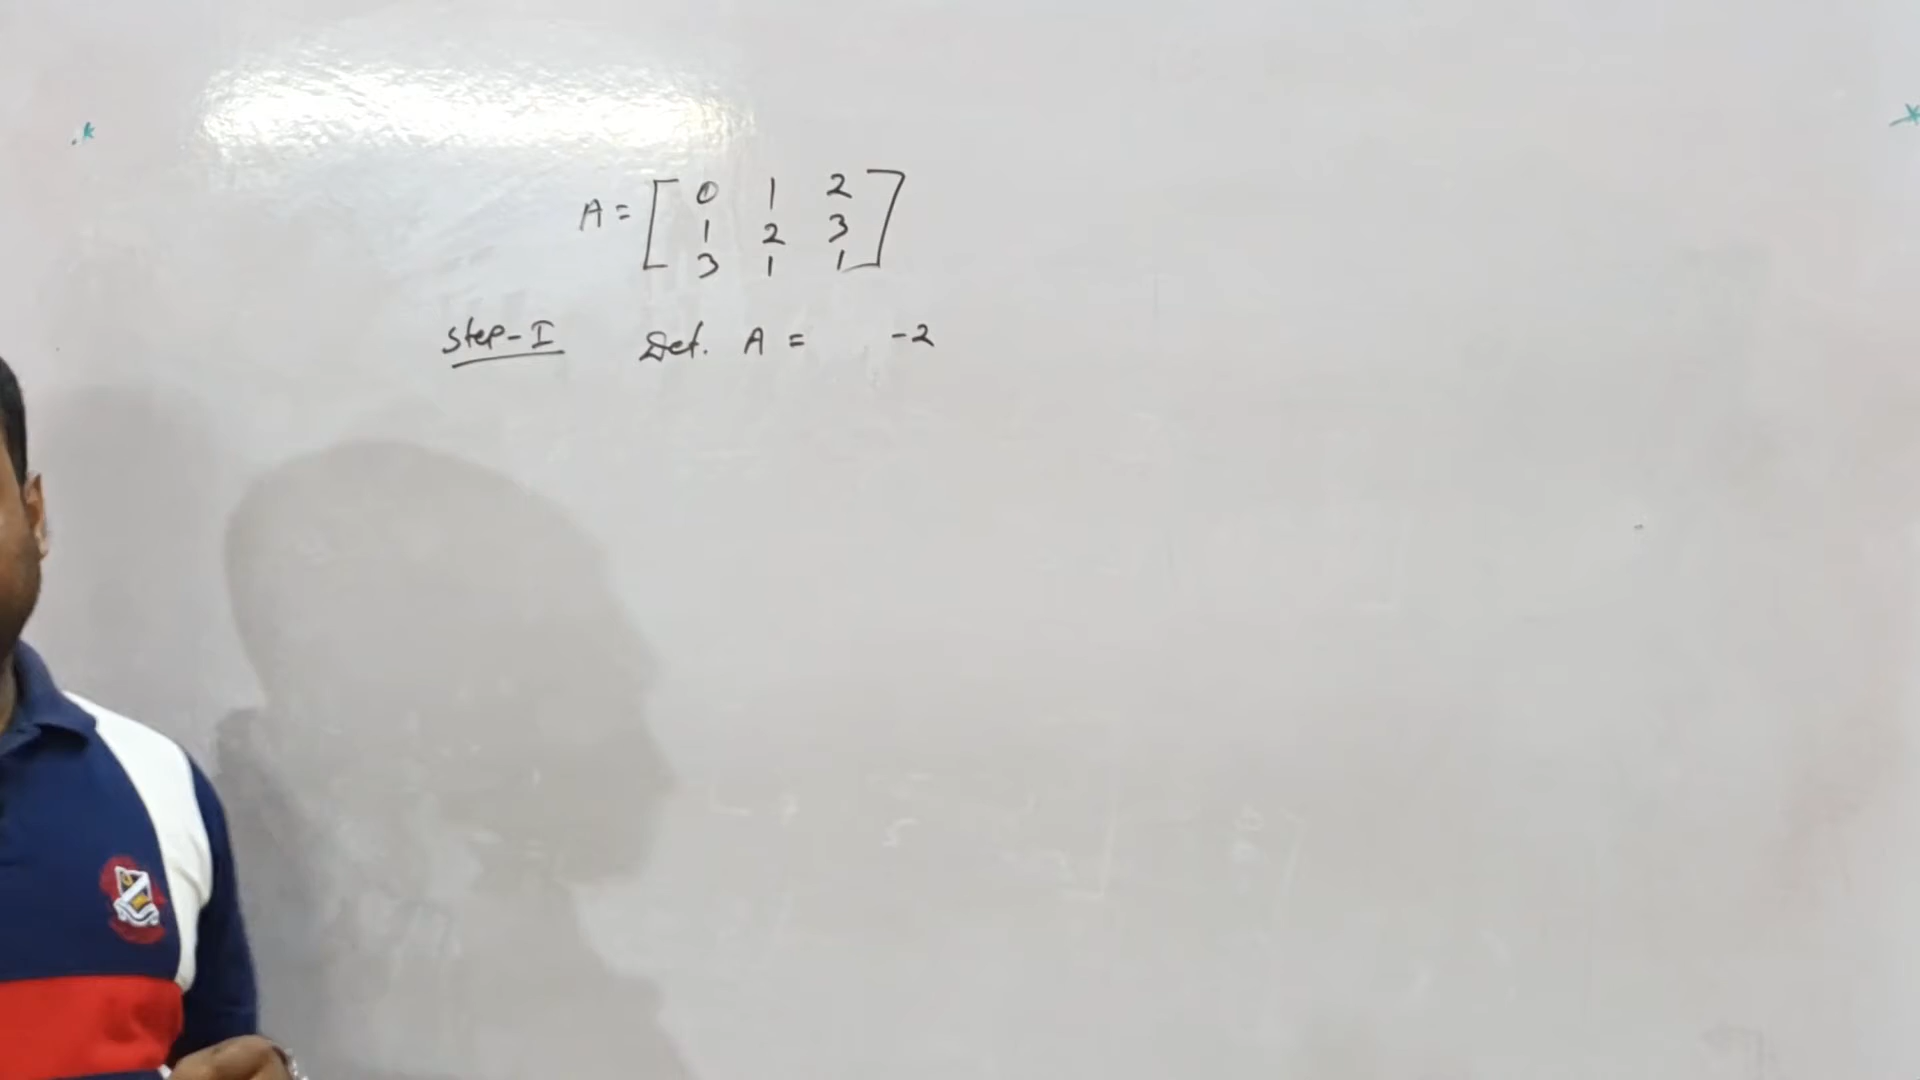 A = [ 0 1 2
1 2 3
3 1 1 ]
Step-I Det. A = -2